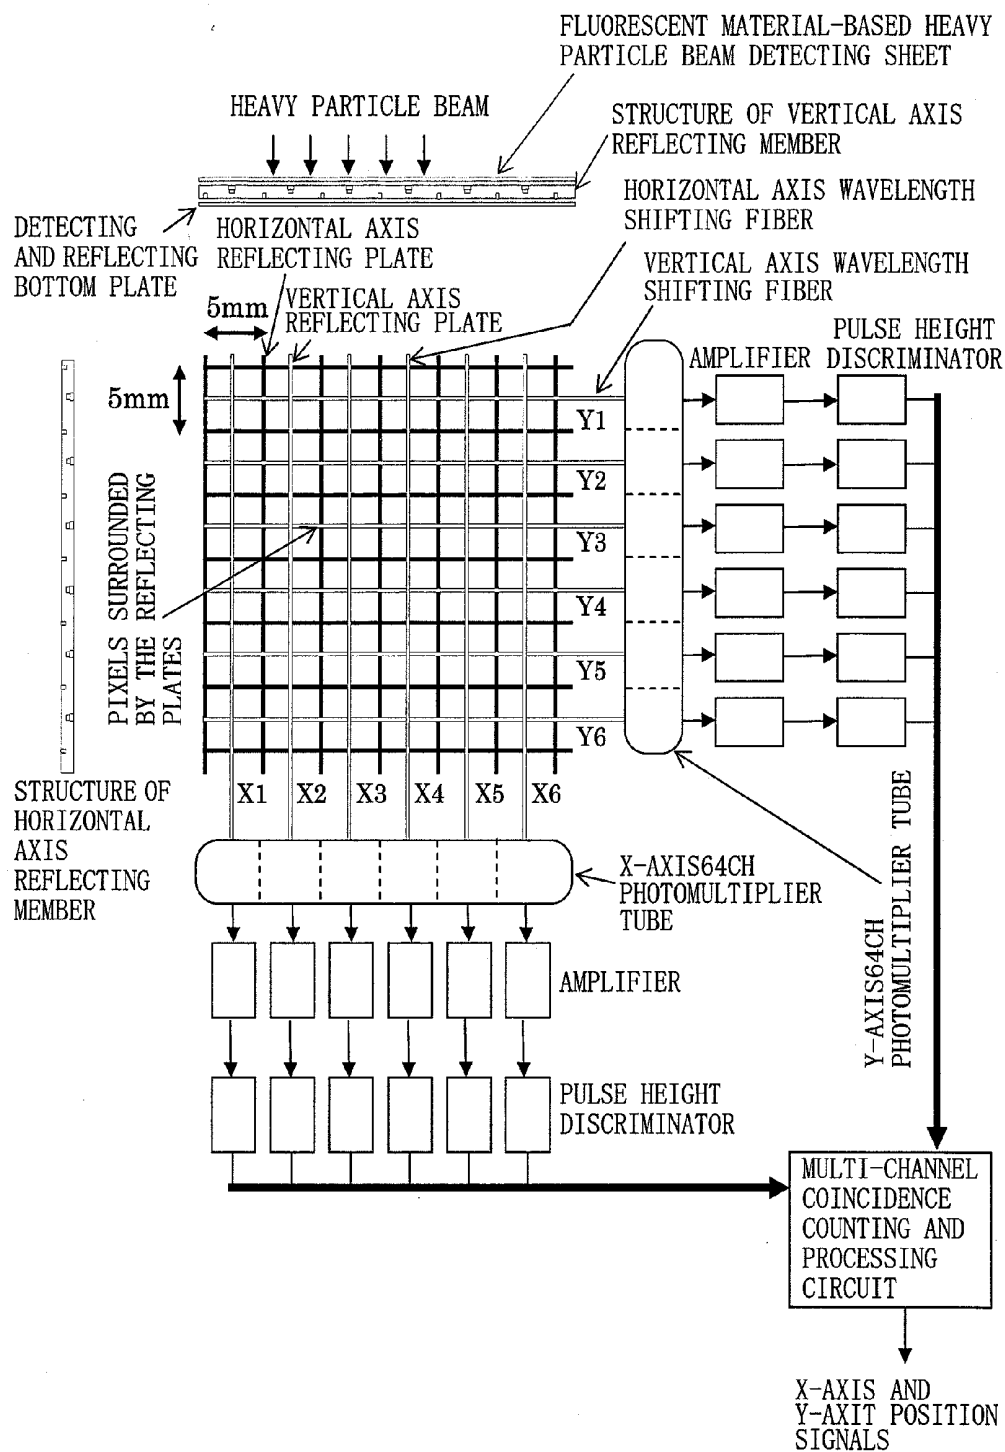 FLUORESCENT MATERIAL-BASED HEAVY
PARTICLE BEAM DETECTING SHEET
HEAVY PARTICLE BEAM
STRUCTURE OF VERTICAL AXIS
REFLECTING MEMBER
HORIZONTAL AXIS WAVELENGTH
SHIFTING FIBER
DETECTING
AND REFLECTING
BOTTOM PLATE
HORIZONTAL AXIS
REFLECTING PLATE
VERTICAL AXIS WAVELENGTH
SHIFTING FIBER
5mm
VERTICAL AXIS
REFLECTING PLATE
AMPLIFIER
PULSE HEIGHT
DISCRIMINATOR
5mm
Y1
Y2
Y3
Y4
Y5
Y6
PIXELS SURROUNDED
BY THE REFLECTING
PLATES
X1
X2
X3
X4
X5
X6
STRUCTURE OF
HORIZONTAL
AXIS
REFLECTING
MEMBER
X-AXIS64CH
PHOTOMULTIPLIER
TUBE
Y-AXIS64CH
PHOTOMULTIPLIER TUBE
AMPLIFIER
PULSE HEIGHT
DISCRIMINATOR
MULTI-CHANNEL
COINCIDENCE
COUNTING AND
PROCESSING
CIRCUIT
X-AXIS AND
Y-AXIT POSITION
SIGNALS